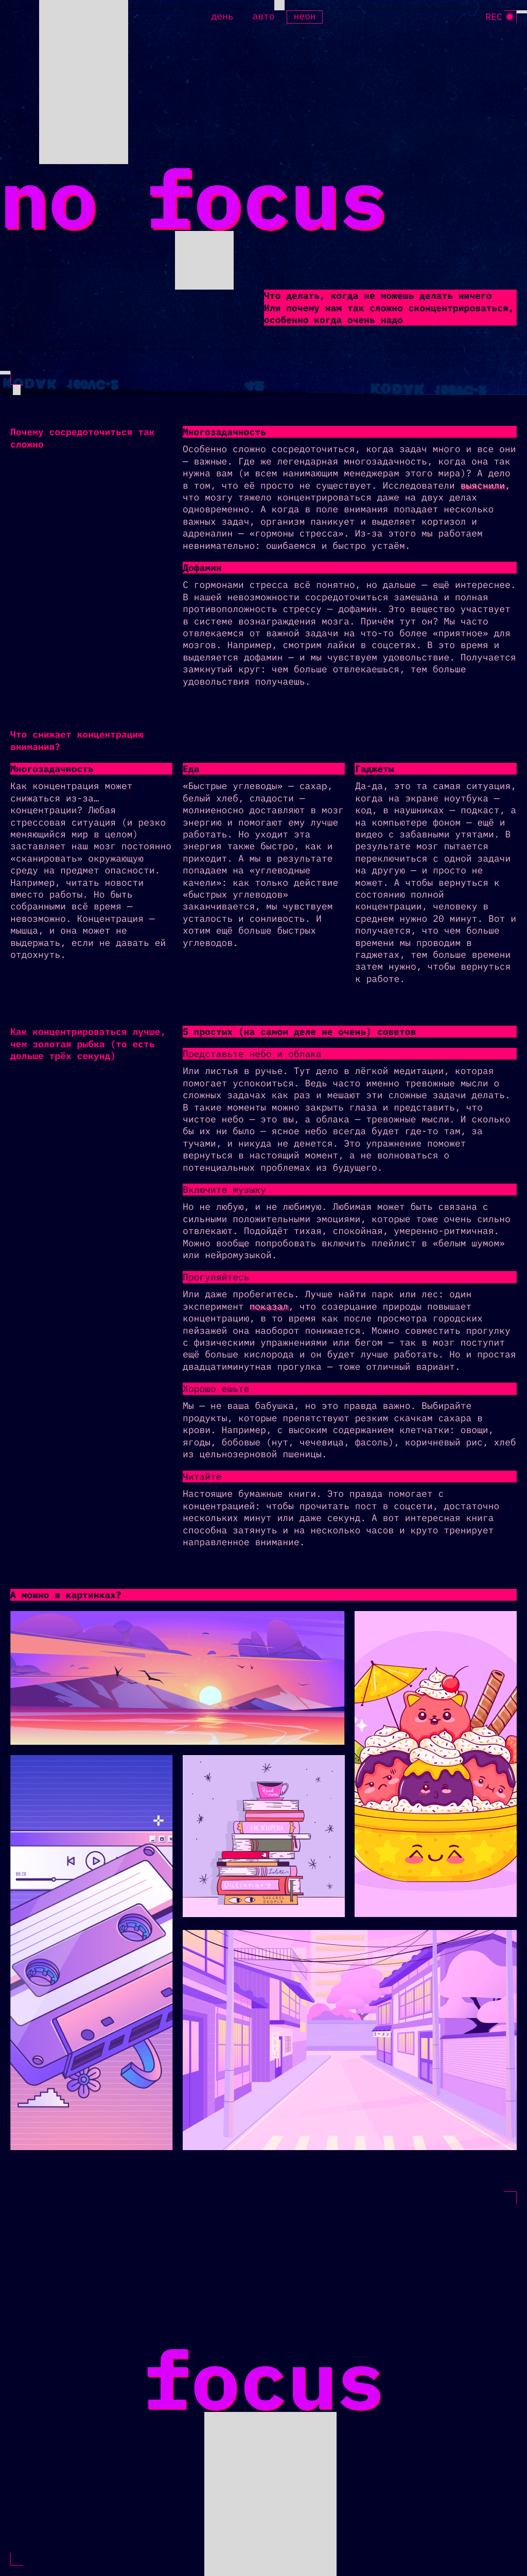 день авто неон REC
no focus
Что делать, когда не можешь делать ничего
Или почему нам так сложно сконцентрироваться,
особенно когда очень надо
KODAK 100VC-2
42
KODAK 100VC-2
Почему сосредоточиться так
сложно
Многозадачность
Особенно сложно сосредоточиться, когда задач много и все они
— важные. Где же легендарная многозадачность, когда она так
нужна вам (и всем нанимающим менеджерам этого мира)? А дело
в том, что её просто не существует. Исследователи выяснили,
что мозгу тяжело концентрироваться даже на двух делах
одновременно. А когда в поле внимания попадает несколько
важных задач, организм паникует и выделяет кортизол и
адреналин — «гормоны стресса». Из-за этого мы работаем
невнимательно: ошибаемся и быстро устаём.
Дофамин
С гормонами стресса всё понятно, но дальше — ещё интереснее.
В нашей невозможности сосредоточиться замешана и полная
противоположность стрессу — дофамин. Это вещество участвует
в системе вознаграждения мозга. Причём тут он? Мы часто
отвлекаемся от важной задачи на что-то более «приятное» для
мозгов. Например, смотрим лайки в соцсетях. В это время и
выделяется дофамин — и мы чувствуем удовольствие. Получается
замкнутый круг: чем больше отвлекаешься, тем больше
удовольствия получаешь.
Что снижает концентрацию
внимания?
Многозадачность
Как концентрация может
снижаться из-за…
концентрации? Любая
стрессовая ситуация (и резко
меняющийся мир в целом)
заставляет наш мозг постоянно
«сканировать» окружающую
среду на предмет опасности.
Например, читать новости
вместо работы. Но быть
собранными всё время —
невозможно. Концентрация —
мышца, и она может не
выдержать, если не давать ей
отдохнуть.
Еда
«Быстрые углеводы» — сахар,
белый хлеб, сладости —
молниеносно доставляют в мозг
энергию и помогают ему лучше
работать. Но уходит эта
энергия также быстро, как и
приходит. А мы в результате
попадаем на «углеводные
качели»: как только действие
«быстрых углеводов»
заканчивается, мы чувствуем
усталость и сонливость. И
хотим ещё больше быстрых
углеводов.
Гаджеты
Да-да, это та самая ситуация,
когда на экране ноутбука —
код, в наушниках — подкаст, а
на компьютере фоном — ещё и
видео с забавными утятами. В
результате мозг пытается
переключиться с одной задачи
на другую — и просто не
может. А чтобы вернуться к
состоянию полной
концентрации, человеку в
среднем нужно 20 минут. Вот и
получается, что чем больше
времени мы проводим в
гаджетах, тем больше времени
затем нужно, чтобы вернуться
к работе.
Как концентрироваться лучше,
чем золотая рыбка (то есть
дольше трёх секунд)
5 простых (на самом деле не очень) советов
Представьте небо и облака
Или листья в ручье. Тут дело в лёгкой медитации, которая
помогает успокоиться. Ведь часто именно тревожные мысли о
сложных задачах как раз и мешают эти сложные задачи делать.
В такие моменты можно закрыть глаза и представить, что
чистое небо — это вы, а облака — тревожные мысли. И сколько
бы их ни было — ясное небо всегда будет где-то там, за
тучами, и никуда не денется. Это упражнение поможет
вернуться в настоящий момент, а не волноваться о
потенциальных проблемах из будущего.
Включите музыку
Но не любую, и не любимую. Любимая может быть связана с
сильными положительными эмоциями, которые тоже очень сильно
отвлекают. Подойдёт тихая, спокойная, умеренно-ритмичная.
Можно вообще попробовать включить плейлист в «белым шумом»
или нейромузыкой.
Прогуляйтесь
Или даже пробегитесь. Лучше найти парк или лес: один
эксперимент показал, что созерцание природы повышает
концентрацию, в то время как после просмотра городских
пейзажей она наоборот понижается. Можно совместить прогулку
с физическими упражнениями или бегом — так в мозг поступит
ещё больше кислорода и он будет лучше работать. Но и простая
двадцатиминутная прогулка — тоже отличный вариант.
Хорошо ешьте
Мы — не ваша бабушка, но это правда важно. Выбирайте
продукты, которые препятствуют резким скачкам сахара в
крови. Например, с высоким содержанием клетчатки: овощи,
ягоды, бобовые (нут, чечевица, фасоль), коричневый рис, хлеб
из цельнозерновой пшеницы.
Читайте
Настоящие бумажные книги. Это правда помогает с
концентрацией: чтобы прочитать пост в соцсети, достаточно
нескольких минут или даже секунд. А вот интересная книга
способна затянуть и на несколько часов и круто тренирует
направленное внимание.
А можно в картинках?
focus